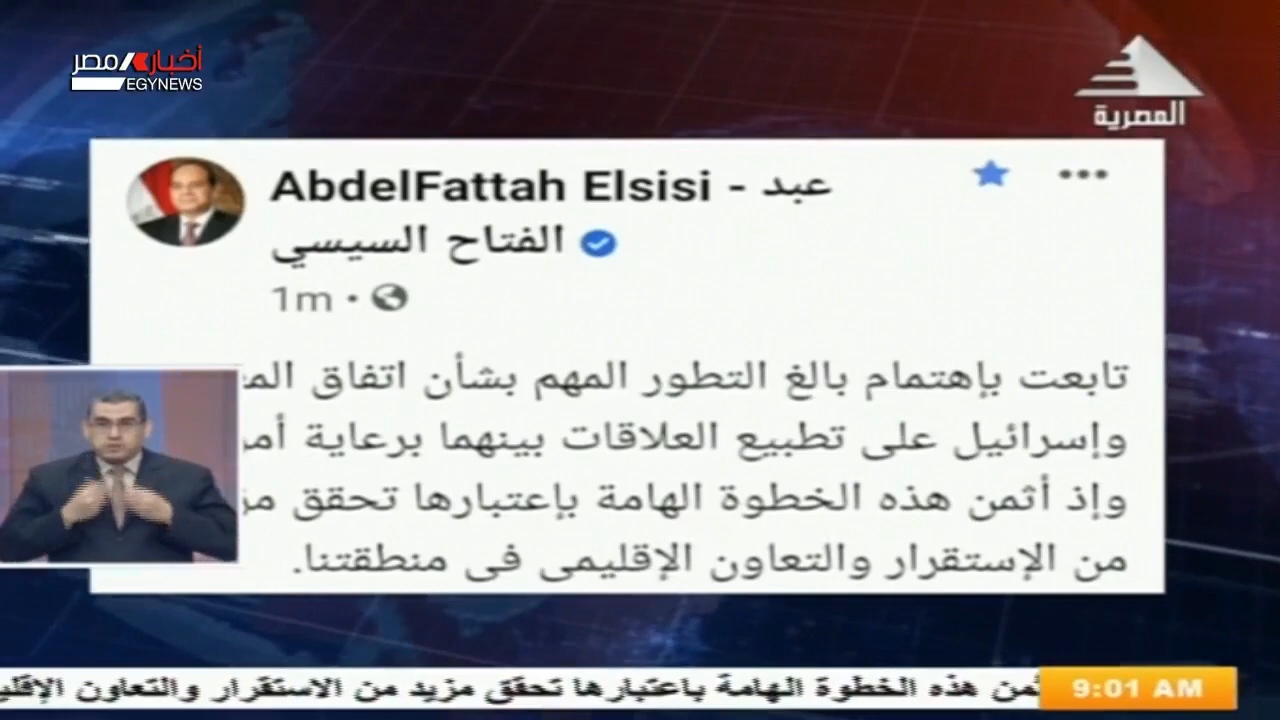 أخبار مصر
EGYNEWS
المصرية
AbdelFattah Elsisi - عبد
الفتاح السيسي
1m
تابعت بإهتمام بالغ التطور المهم بشأن اتفاق
وإسرائيل على تطبيع العلاقات بينهما برعاية
وإذ أثمن هذه الخطوة الهامة بإعتبارها تحقق
من الإستقرار والتعاون الإقليمى فى منطقتنا.
هذه الخطوة الهامة باعتبارها تحقق مزيد من الاستقرار والتعاون
9:01 AM